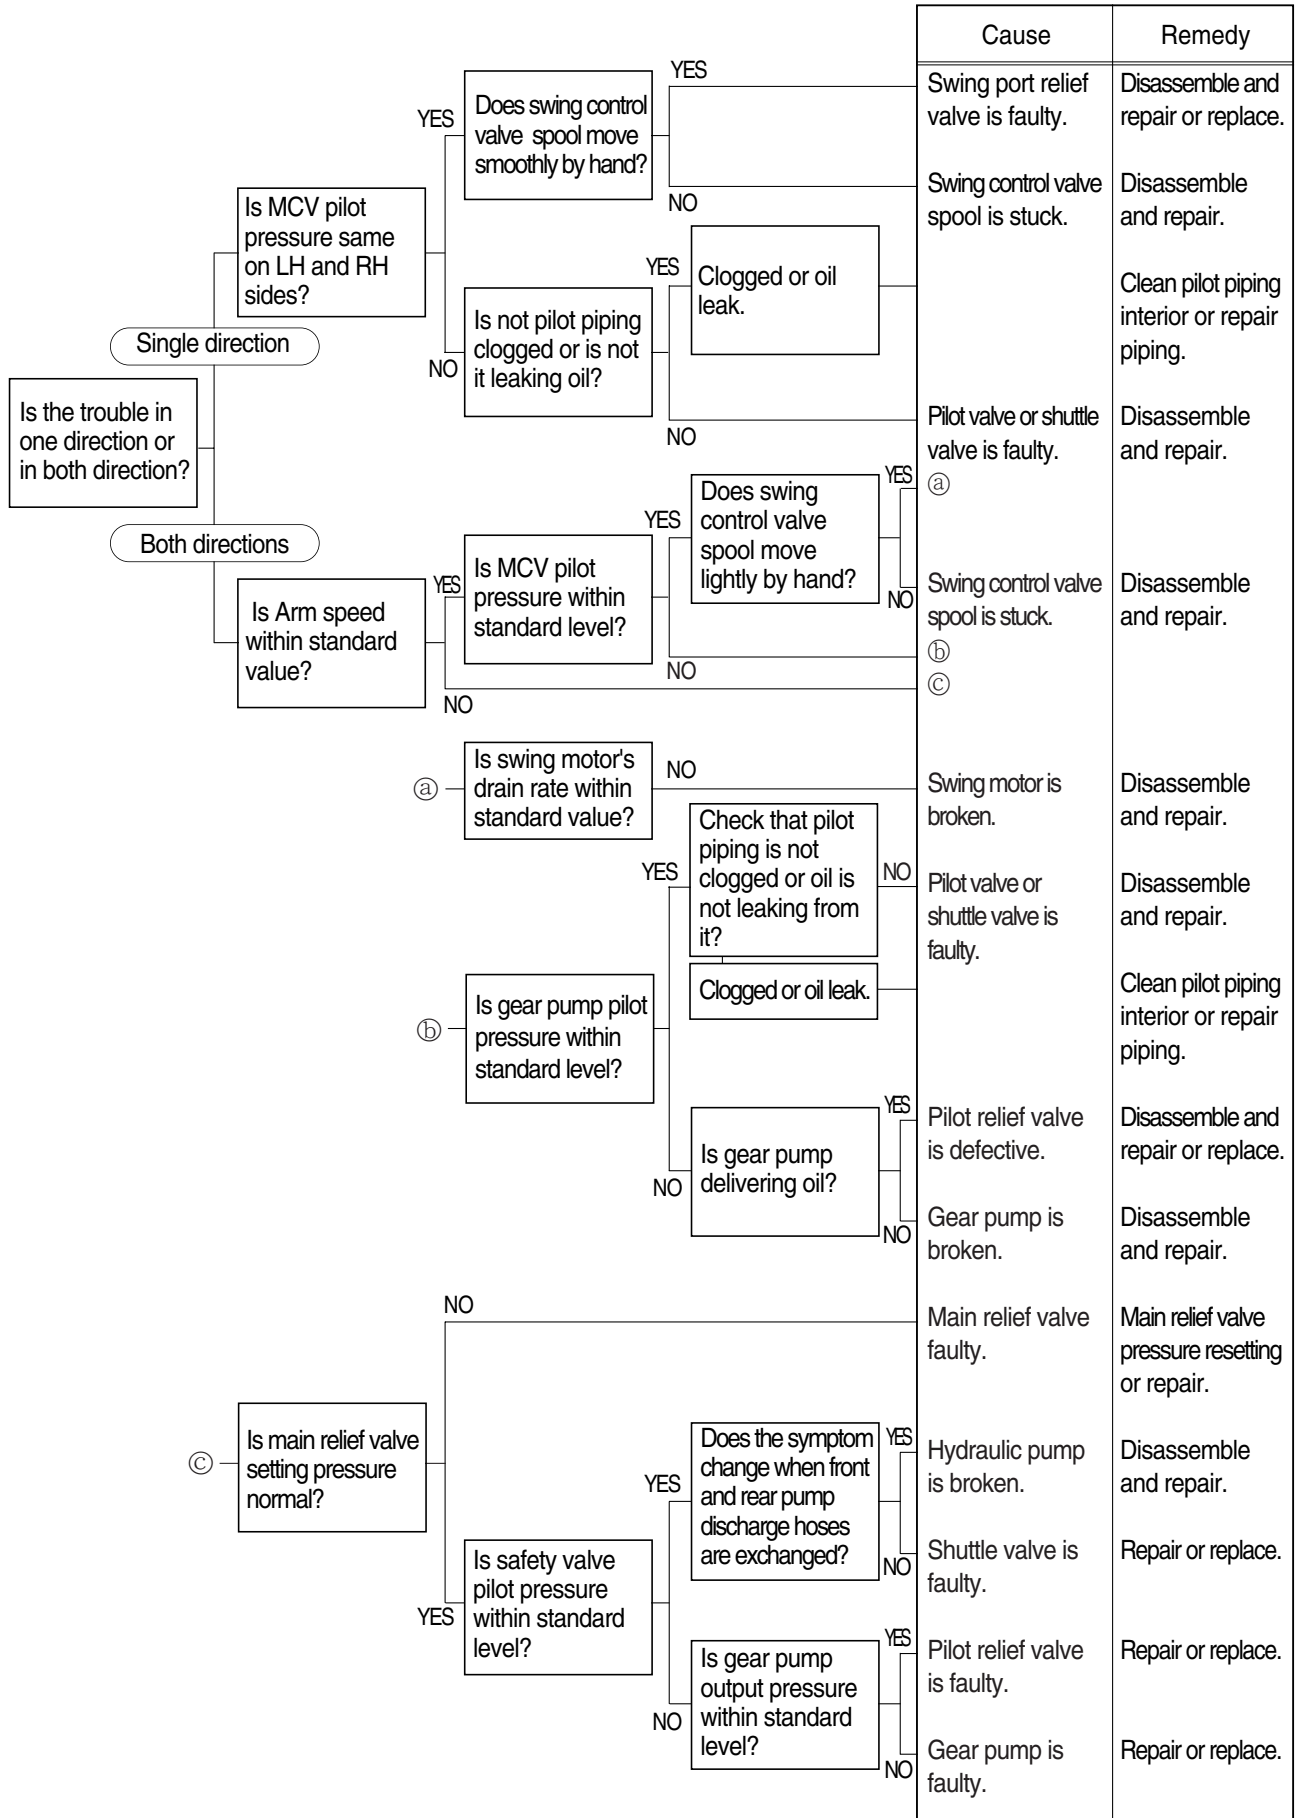 Cause
Remedy
YES
Does swing control
valve spool move
smoothly by hand?
YES
NO
Swing port relief
valve is faulty.
Disassemble and
repair or replace.
Swing control valve
spool is stuck.
Disassemble
and repair.
Is MCV pilot
pressure same
on LH and RH
sides?
YES
Clogged or oil
leak.
Clean pilot piping
interior or repair
piping.
Is not pilot piping
clogged or is not
it leaking oil?
NO
NO
Single direction
Is the trouble in
one direction or
in both direction?
Pilot valve or shuttle
valve is faulty.
Disassemble
and repair.
Both directions
Is Arm speed
within standard
value?
YES
Is MCV pilot
pressure within
standard level?
YES
Does swing
control valve
spool move
lightly by hand?
YES
ⓐ
NO
Swing control valve
spool is stuck.
Disassemble
and repair.
NO
ⓑ
NO
ⓒ
ⓐ
Is swing motor's
drain rate within
standard value?
NO
Swing motor is
broken.
Disassemble
and repair.
YES
Check that pilot
piping is not
clogged or oil is
not leaking from
it?
NO
Pilot valve or
shuttle valve is
faulty.
Disassemble
and repair.
Clogged or oil leak.
Clean pilot piping
interior or repair
piping.
ⓑ
Is gear pump pilot
pressure within
standard level?
NO
Is gear pump
delivering oil?
YES
Pilot relief valve
is defective.
Disassemble and
repair or replace.
NO
Gear pump is
broken.
Disassemble
and repair.
NO
Main relief valve
faulty.
Main relief valve
pressure resetting
or repair.
ⓒ
Is main relief valve
setting pressure
normal?
YES
Is safety valve
pilot pressure
within standard
level?
YES
Does the symptom
change when front
and rear pump
discharge hoses
are exchanged?
YES
Hydraulic pump
is broken.
Disassemble
and repair.
NO
Shuttle valve is
faulty.
Repair or replace.
NO
Is gear pump
output pressure
within standard
level?
YES
Pilot relief valve
is faulty.
Repair or replace.
NO
Gear pump is
faulty.
Repair or replace.